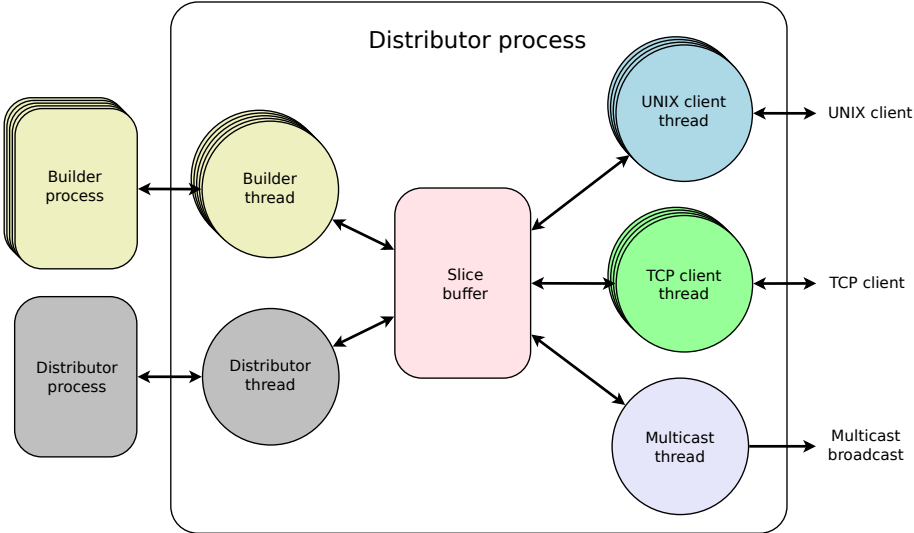 Distributor process
Builder
process
Builder
thread
Distributor
process
Distributor
thread
Slice
buffer
UNIX client
thread
UNIX client
TCP client
thread
TCP client
Multicast
thread
Multicast
broadcast